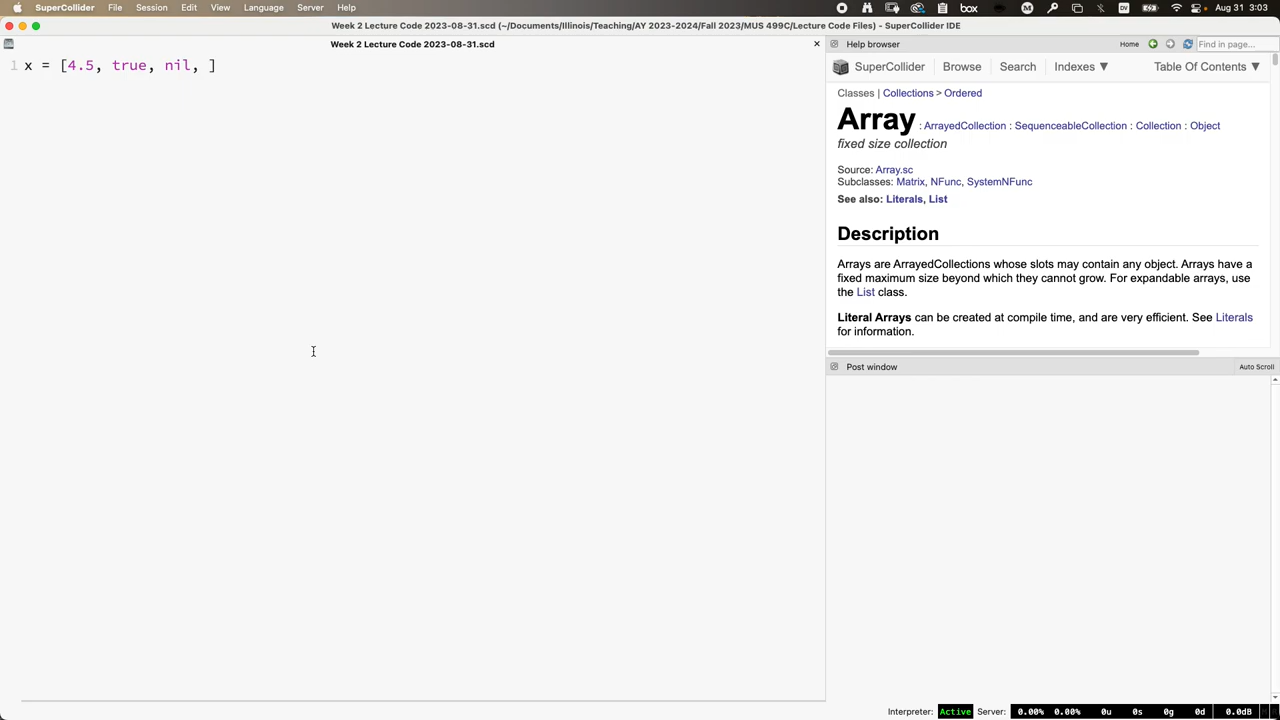 SuperCollider File Session Edit View Language Server Help box DV Aug 31 3:03
Week 2 Lecture Code 2023-08-31.scd (~/Documents/Illinois/Teaching/AY 2023-2024/Fall 2023/MUS 499C/Lecture Code Files) - SuperCollider IDE
Week 2 Lecture Code 2023-08-31.scd
1 x = [4.5, true, nil, ]
Help browser Home Find in page...
SuperCollider Browse Search Indexes ▼ Table Of Contents ▼
Classes | Collections > Ordered
Array : ArrayedCollection : SequenceableCollection : Collection : Object
fixed size collection
Source: Array.sc
Subclasses: Matrix, NFunc, SystemNFunc
See also: Literals, List
Description
Arrays are ArrayedCollections whose slots may contain any object. Arrays have a
fixed maximum size beyond which they cannot grow. For expandable arrays, use
the List class.
Literal Arrays can be created at compile time, and are very efficient. See Literals
for information.
Post window Auto Scroll
Interpreter: Active Server: 0.00% 0.00% 0u 0s 0g 0d 0.0dB